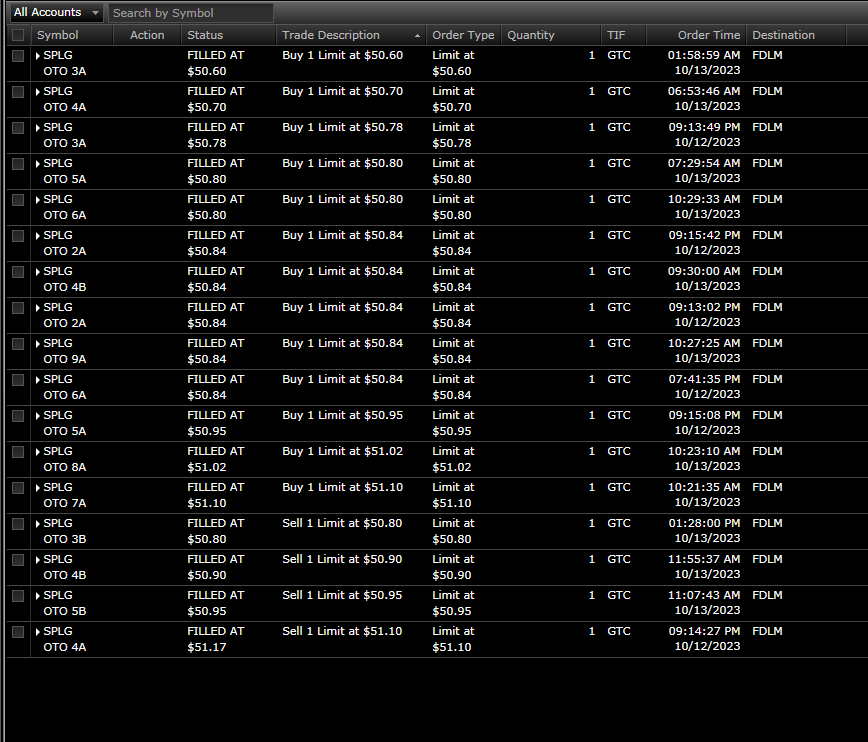 All Accounts Search by Symbol
Symbol Action Status Trade Description Order Type Quantity TIF Order Time Destination
SPLG FILLED AT Buy 1 Limit at $50.60 Limit at 1 GTC 01:58:59 AM FDLM
OTO 3A $50.60 $50.60 10/13/2023
SPLG FILLED AT Buy 1 Limit at $50.70 Limit at 1 GTC 06:53:46 AM FDLM
OTO 4A $50.70 $50.70 10/13/2023
SPLG FILLED AT Buy 1 Limit at $50.78 Limit at 1 GTC 09:13:49 PM FDLM
OTO 3A $50.78 $50.78 10/12/2023
SPLG FILLED AT Buy 1 Limit at $50.80 Limit at 1 GTC 07:29:54 AM FDLM
OTO 5A $50.80 $50.80 10/13/2023
SPLG FILLED AT Buy 1 Limit at $50.80 Limit at 1 GTC 10:29:33 AM FDLM
OTO 6A $50.80 $50.80 10/13/2023
SPLG FILLED AT Buy 1 Limit at $50.84 Limit at 1 GTC 09:15:42 PM FDLM
OTO 2A $50.84 $50.84 10/12/2023
SPLG FILLED AT Buy 1 Limit at $50.84 Limit at 1 GTC 09:30:00 AM FDLM
OTO 4B $50.84 $50.84 10/13/2023
SPLG FILLED AT Buy 1 Limit at $50.84 Limit at 1 GTC 09:13:02 PM FDLM
OTO 2A $50.84 $50.84 10/12/2023
SPLG FILLED AT Buy 1 Limit at $50.84 Limit at 1 GTC 10:27:25 AM FDLM
OTO 9A $50.84 $50.84 10/13/2023
SPLG FILLED AT Buy 1 Limit at $50.84 Limit at 1 GTC 07:41:35 PM FDLM
OTO 6A $50.84 $50.84 10/12/2023
SPLG FILLED AT Buy 1 Limit at $50.95 Limit at 1 GTC 09:15:08 PM FDLM
OTO 5A $50.95 $50.95 10/12/2023
SPLG FILLED AT Buy 1 Limit at $51.02 Limit at 1 GTC 10:23:10 AM FDLM
OTO 8A $51.02 $51.02 10/13/2023
SPLG FILLED AT Buy 1 Limit at $51.10 Limit at 1 GTC 10:21:35 AM FDLM
OTO 7A $51.10 $51.10 10/13/2023
SPLG FILLED AT Sell 1 Limit at $50.80 Limit at 1 GTC 01:28:00 PM FDLM
OTO 3B $50.80 $50.80 10/13/2023
SPLG FILLED AT Sell 1 Limit at $50.90 Limit at 1 GTC 11:55:37 AM FDLM
OTO 4B $50.90 $50.90 10/13/2023
SPLG FILLED AT Sell 1 Limit at $50.95 Limit at 1 GTC 11:07:43 AM FDLM
OTO 5B $50.95 $50.95 10/13/2023
SPLG FILLED AT Sell 1 Limit at $51.10 Limit at 1 GTC 09:14:27 PM FDLM
OTO 4A $51.17 $51.10 10/12/2023